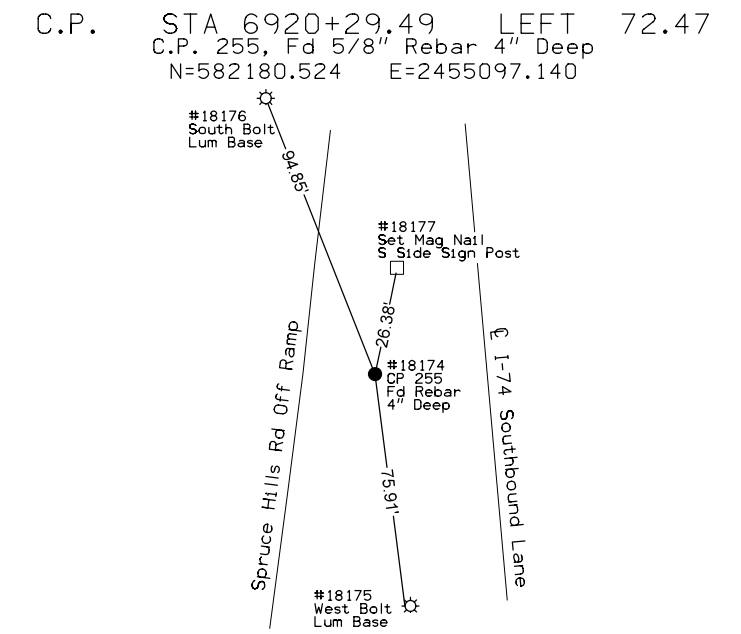 C.P. STA 6920+29.49 LEFT 72.47
C.P. 255, Fd 5/8" Rebar 4" Deep
N=582180.524 E=2455097.140
#18176
South Bolt
Lum Base
94.85'
#18177
Set Mag Nail
S Side Sign Post
26.38'
#18174
CP 255
Fd Rebar
4" Deep
Spruce Hills Rd Off Ramp
℄ I-74 Southbound Lane
75.91'
#18175
West Bolt
Lum Base